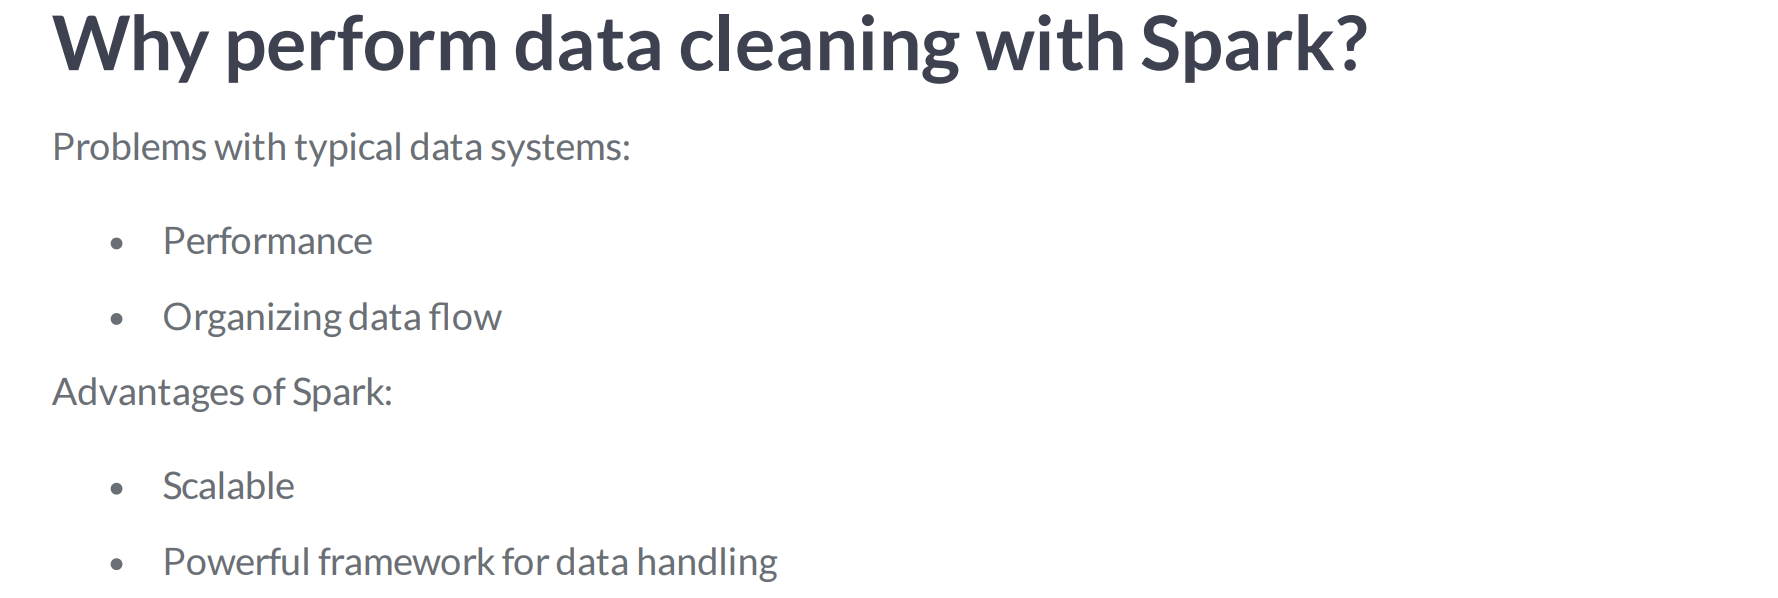 Why perform data cleaning with Spark?
Problems with typical data systems:
• Performance
• Organizing data flow
Advantages of Spark:
• Scalable
• Powerful framework for data handling